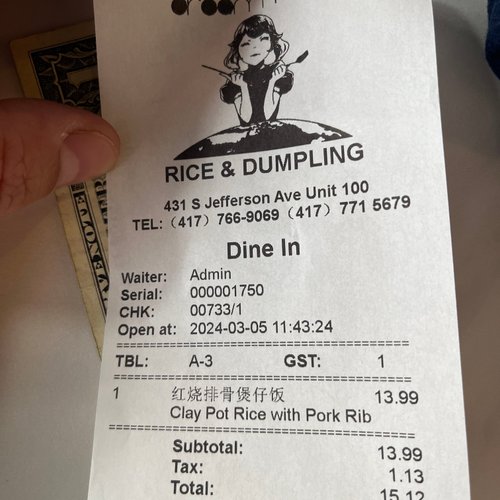 RICE & DUMPLING
431 S Jefferson Ave Unit 100
TEL:（417）766-9069（417）771 5679
Dine In
Waiter: Admin
Serial: 000001750
CHK: 00733/1
Open at: 2024-03-05 11:43:24
TBL: A-3 GST: 1
1 红烧排骨煲仔饭 13.99
Clay Pot Rice with Pork Rib
Subtotal: 13.99
Tax: 1.13
Total: 15.12